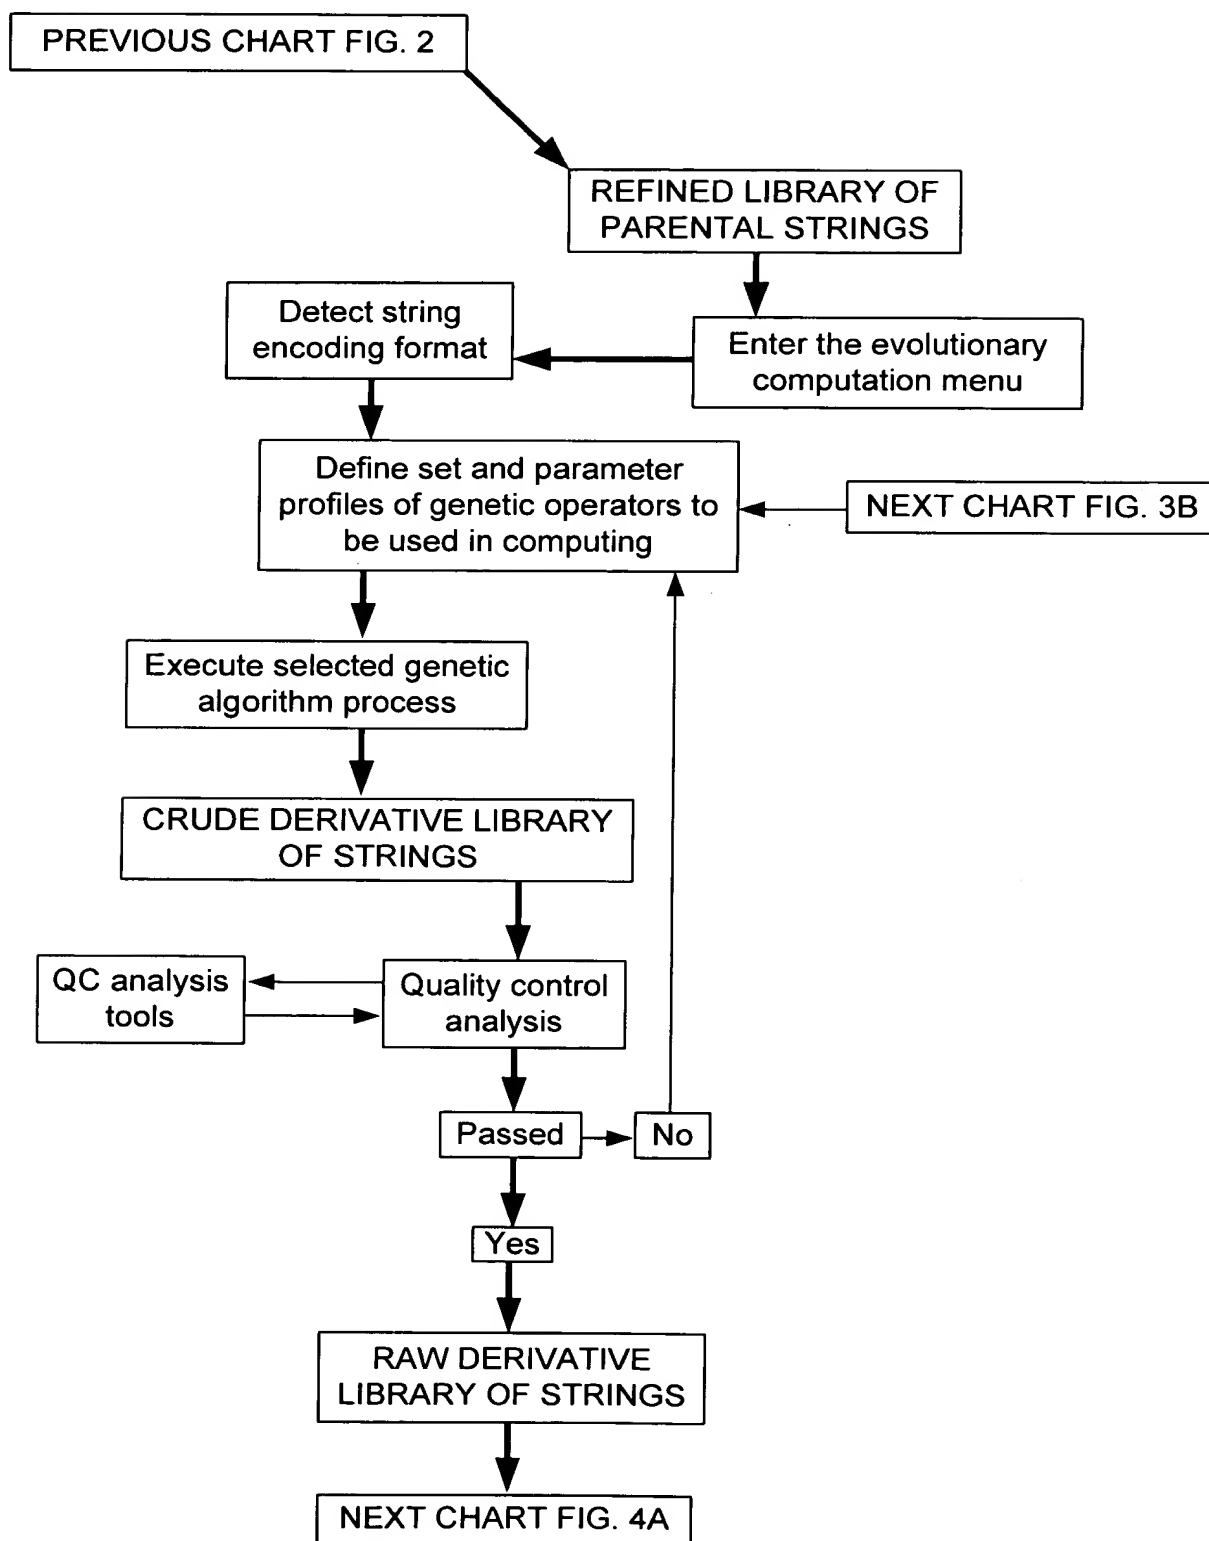 PREVIOUS CHART FIG. 2
REFINED LIBRARY OF
PARENTAL STRINGS
Detect string
encoding format
Enter the evolutionary
computation menu
Define set and parameter
profiles of genetic operators to
be used in computing
NEXT CHART FIG. 3B
Execute selected genetic
algorithm process
CRUDE DERIVATIVE LIBRARY
OF STRINGS
QC analysis
tools
Quality control
analysis
Passed
No
Yes
RAW DERIVATIVE
LIBRARY OF STRINGS
NEXT CHART FIG. 4A